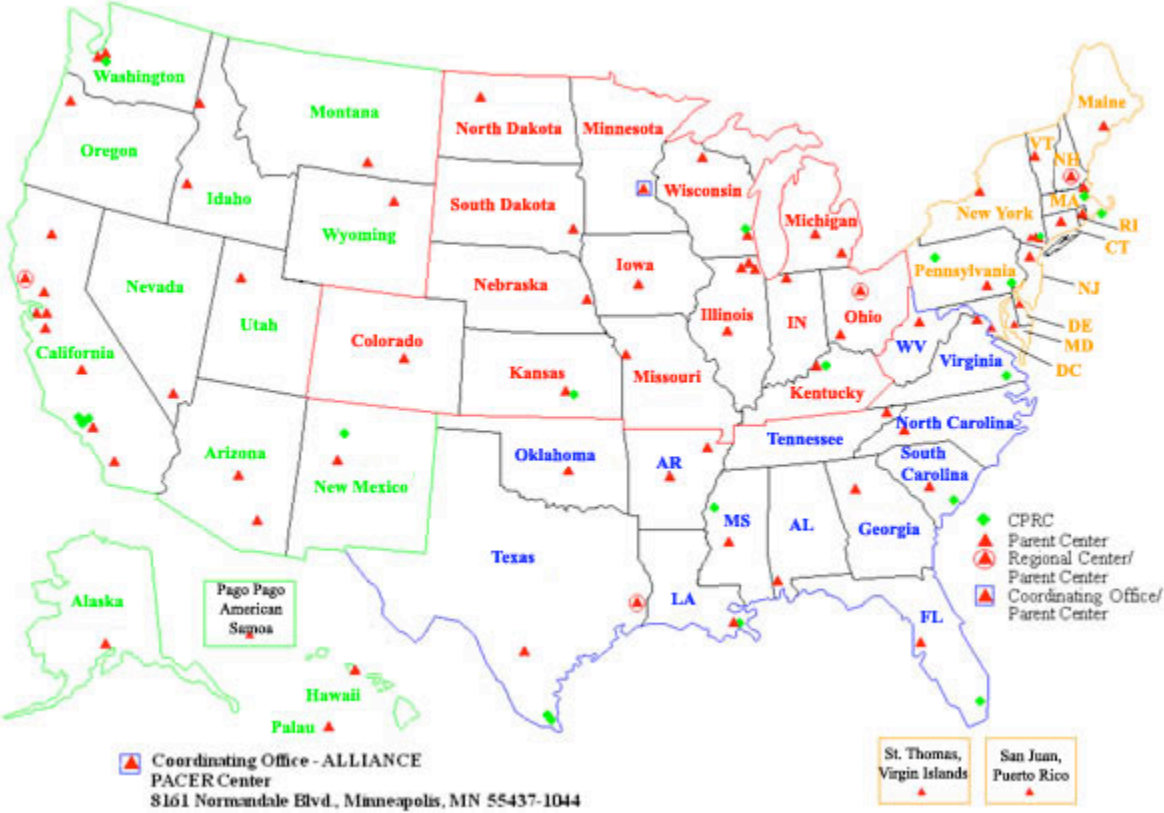 Washington
Montana
North Dakota
Minnesota
Maine
Oregon
VT
NH
Idaho
South Dakota
Wisconsin
MA
Wyoming
Michigan
New York
RI
CT
Nevada
Nebraska
Iowa
Pennsylvania
NJ
Utah
Illinois
IN
Ohio
DE
California
Colorado
WV
MD
Kansas
Missouri
Virginia
DC
Kentucky
North Carolina
Tennessee
Arizona
Oklahoma
AR
South
Carolina
New Mexico
MS
AL
Georgia
CPRC
Parent Center
Regional Center/
Parent Center
Coordinating Office/
Parent Center
Texas
LA
FL
Alaska
Pago Pago
American
Samoa
Hawaii
Palau
St. Thomas,
Virgin Islands
San Juan,
Puerto Rico
Coordinating Office - ALLIANCE
PACER Center
8161 Normandale Blvd., Minneapolis, MN 55437-1044